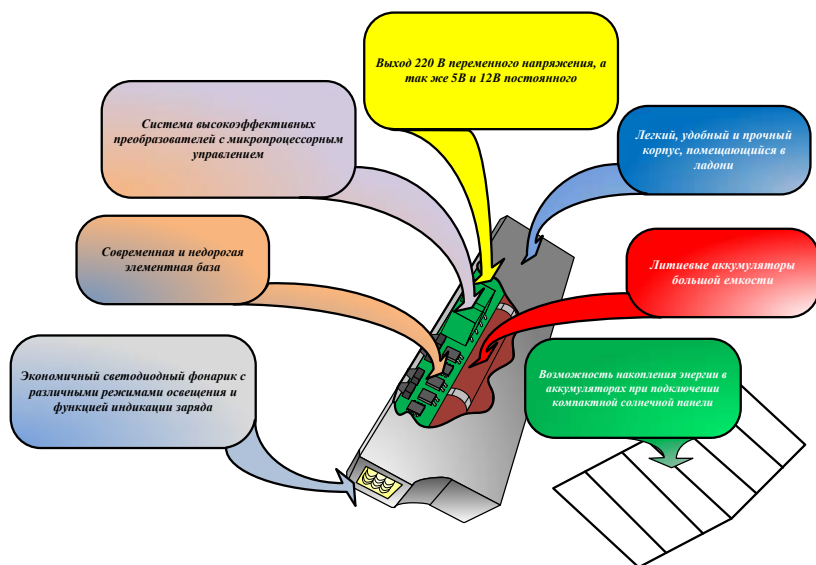 Выход 220 В переменного напряжения, а
так же 5В и 12В постоянного
Система высокоэффективных
преобразователей с микропроцессорным
управлением
Легкий, удобный и прочный
корпус, помещающийся в
ладони
Современная и недорогая
элементная база
Литиевые аккумуляторы
большой емкости
Экономичный светодиодный фонарик с
различными режимами освещения и
функцией индикации заряда
Возможность накопления энергии в
аккумуляторах при подключении
компактной солнечной панели